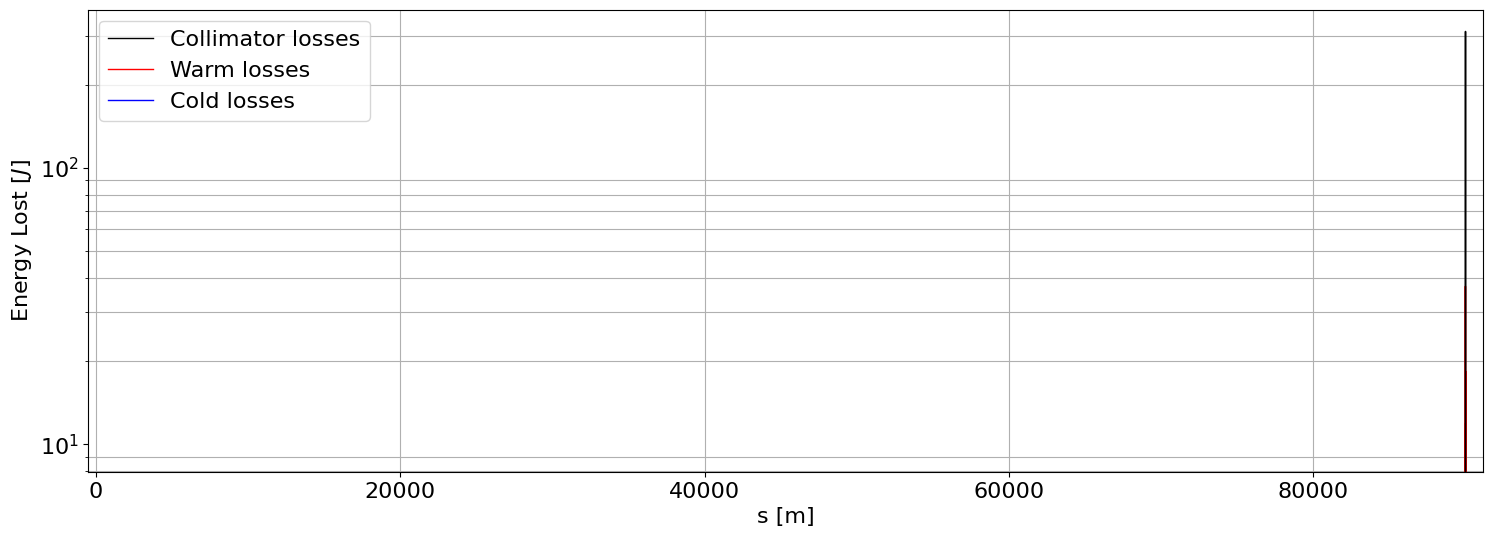 Collimator losses
Warm losses
Cold losses
Energy Lost [J]
10²
10¹
0 20000 40000 60000 80000
s [m]